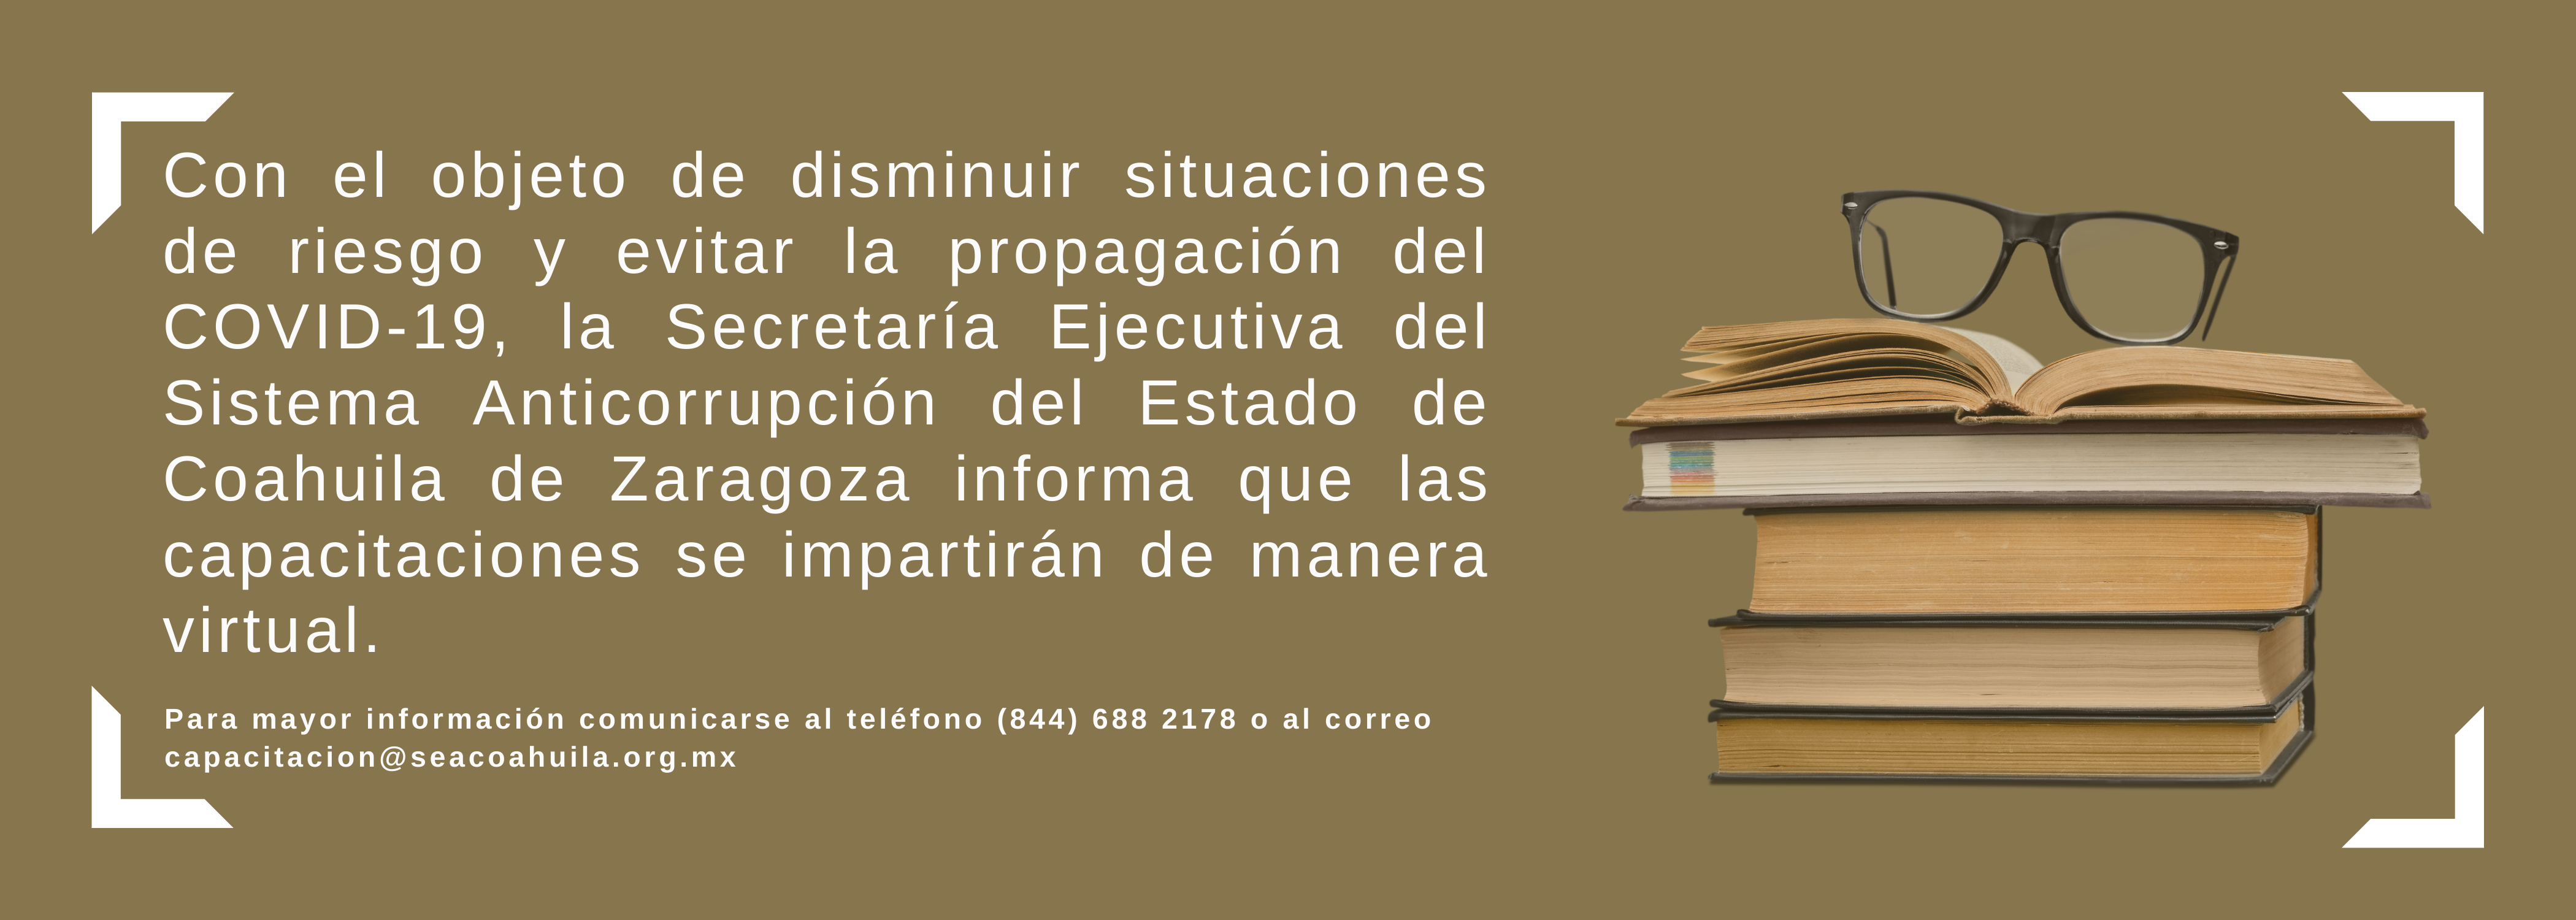 Con el objeto de disminuir situaciones
de riesgo y evitar la propagación del
COVID-19, la Secretaría Ejecutiva del
Sistema Anticorrupción del Estado de
Coahuila de Zaragoza informa que las
capacitaciones se impartirán de manera
virtual.
Para mayor información comunicarse al teléfono (844) 688 2178 o al correo
capacitacion@seacoahuila.org.mx